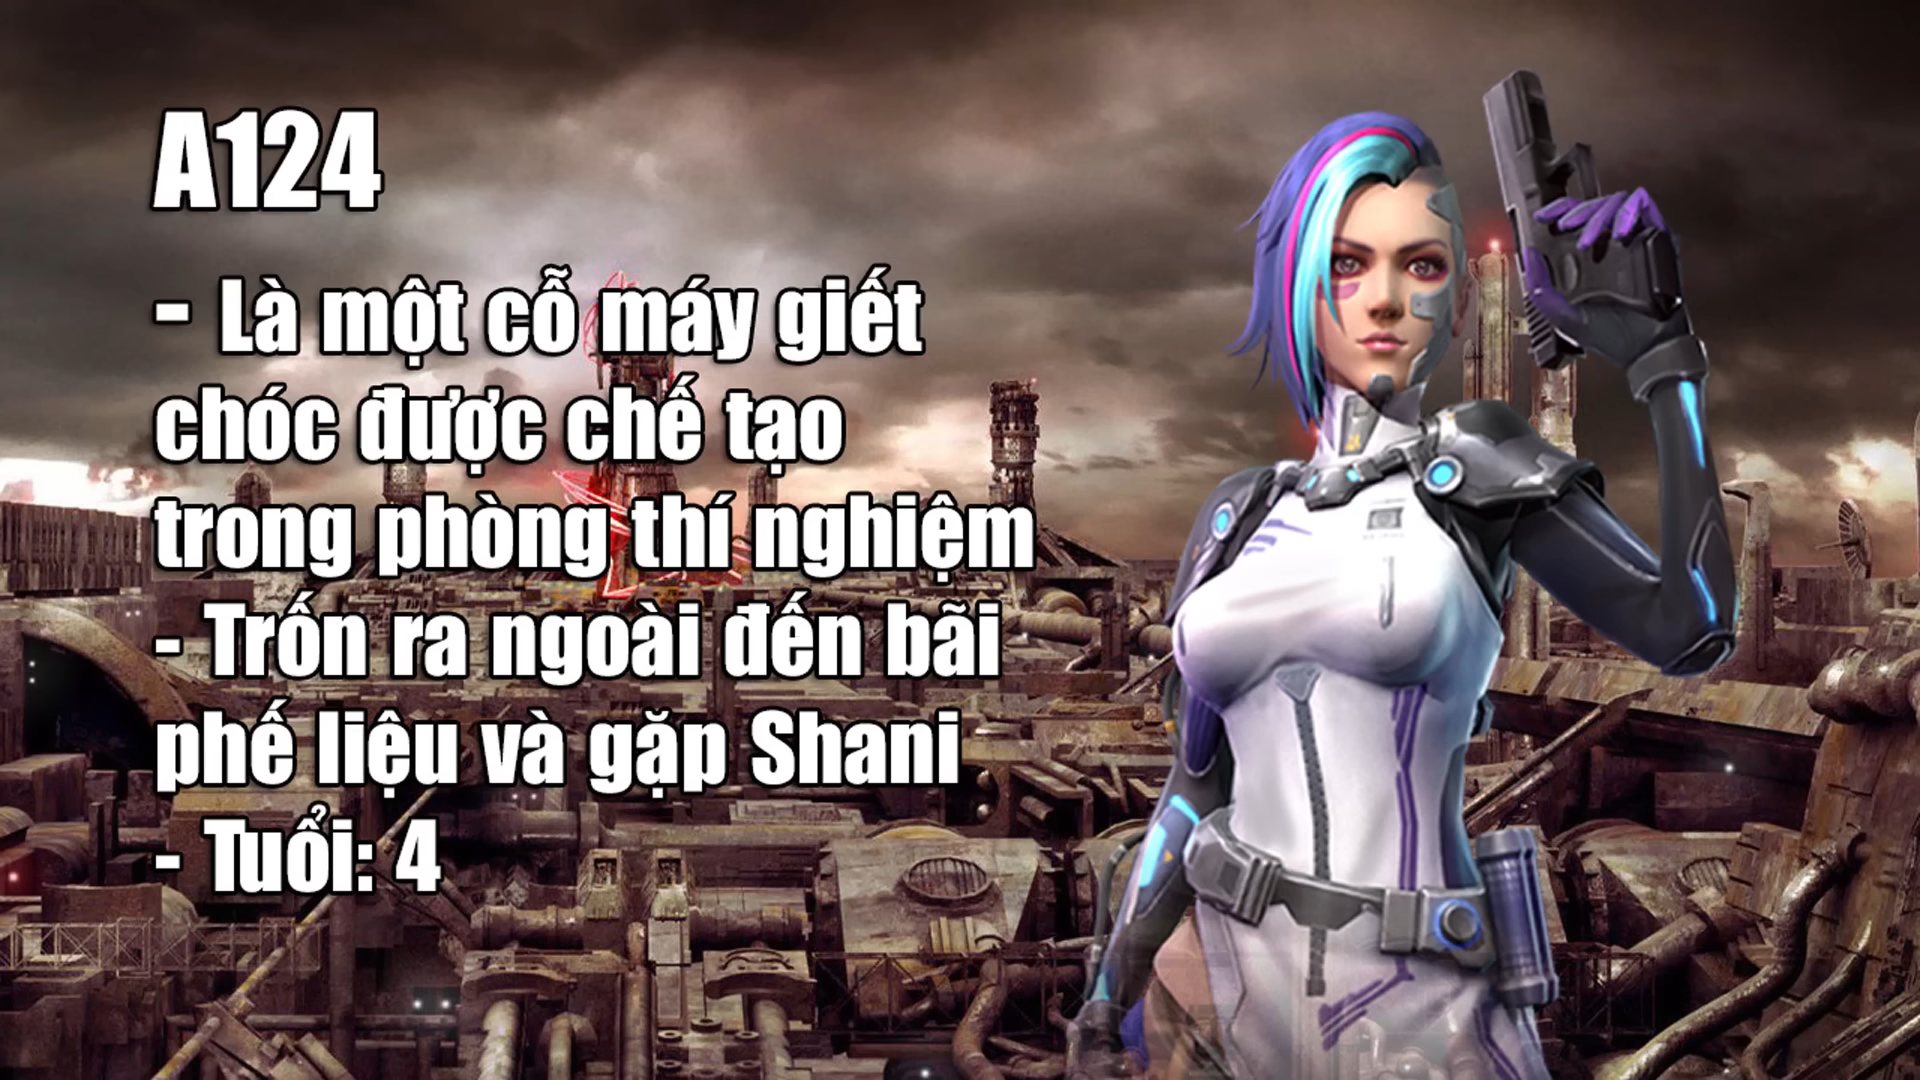 A124
- Là một cỗ máy giết
chóc được chế tạo
trong phòng thí nghiệm
- Trốn ra ngoài đến bãi
phế liệu và gặp Shani
- Tuổi: 4